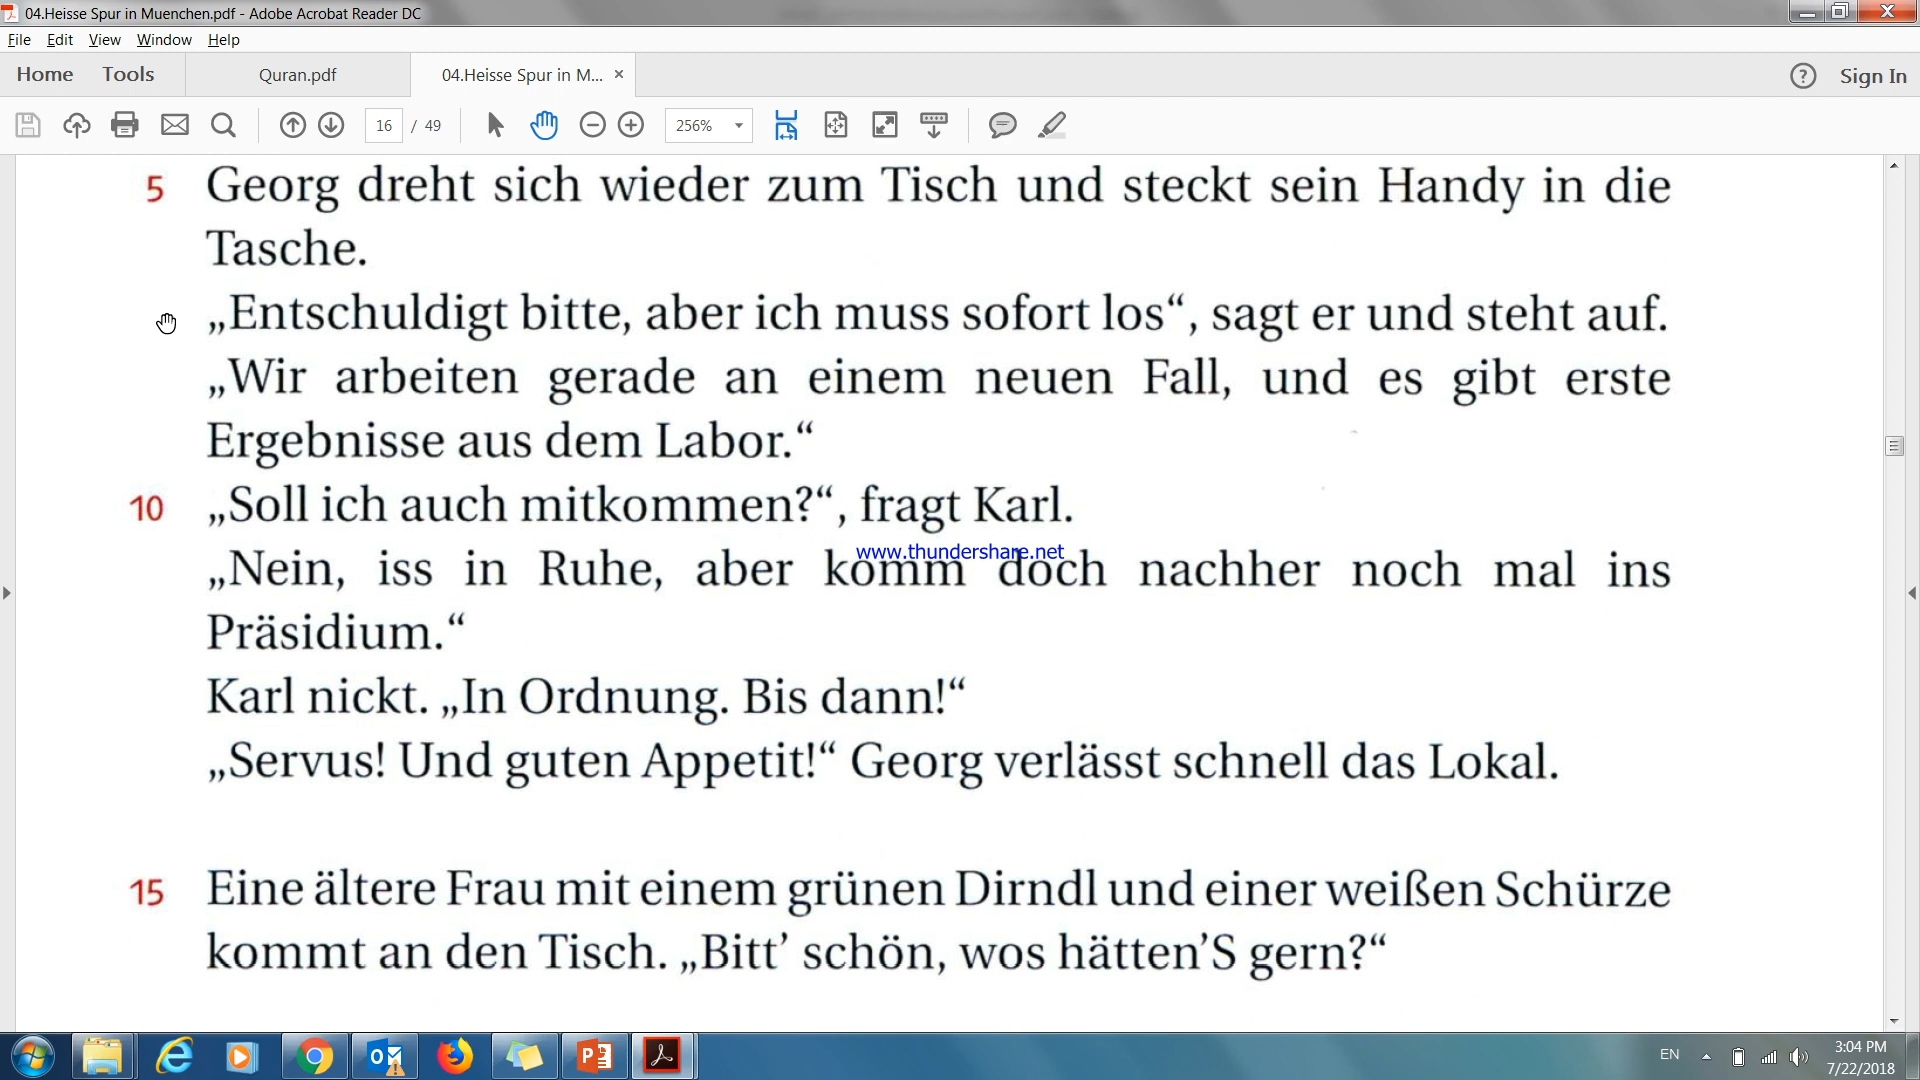 04.Heisse Spur in Muenchen.pdf - Adobe Acrobat Reader DC
File Edit View Window Help
Home Tools Quran.pdf 04.Heisse Spur in M... × ? Sign In
16 / 49 256%
5 Georg dreht sich wieder zum Tisch und steckt sein Handy in die
Tasche.
„Entschuldigt bitte, aber ich muss sofort los“, sagt er und steht auf.
„Wir arbeiten gerade an einem neuen Fall, und es gibt erste
Ergebnisse aus dem Labor.“
10 „Soll ich auch mitkommen?“, fragt Karl.
www.thundershare.net
„Nein, iss in Ruhe, aber komm doch nachher noch mal ins
Präsidium.“
Karl nickt. „In Ordnung. Bis dann!“
„Servus! Und guten Appetit!“ Georg verlässt schnell das Lokal.
15 Eine ältere Frau mit einem grünen Dirndl und einer weißen Schürze
kommt an den Tisch. „Bitt’ schön, wos hätten’S gern?“
EN 3:04 PM
7/22/2018